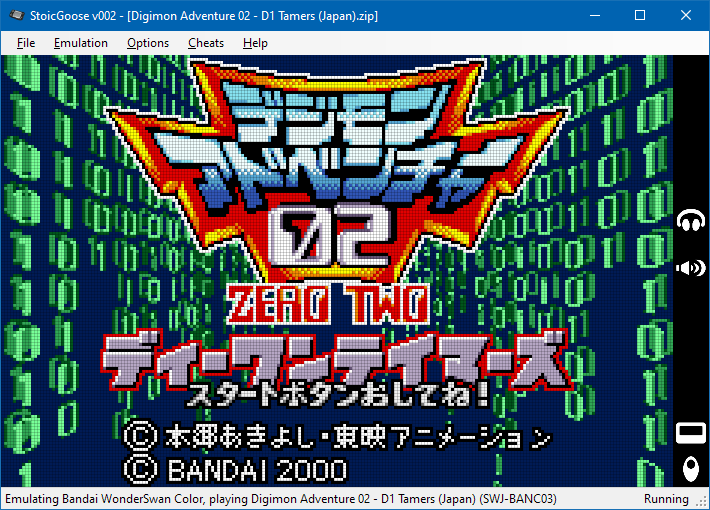 StoicGoose v002 - [Digimon Adventure 02 - D1 Tamers (Japan).zip]
File Emulation Options Cheats Help
デジモン
アドベンチャー
02
ZERO TWO
ディーワンテイマーズ
スタートボタンおしてね!
© 本郷あきよし・東映アニメーション
© BANDAI 2000
Emulating Bandai WonderSwan Color, playing Digimon Adventure 02 - D1 Tamers (Japan) (SWJ-BANC03) Running